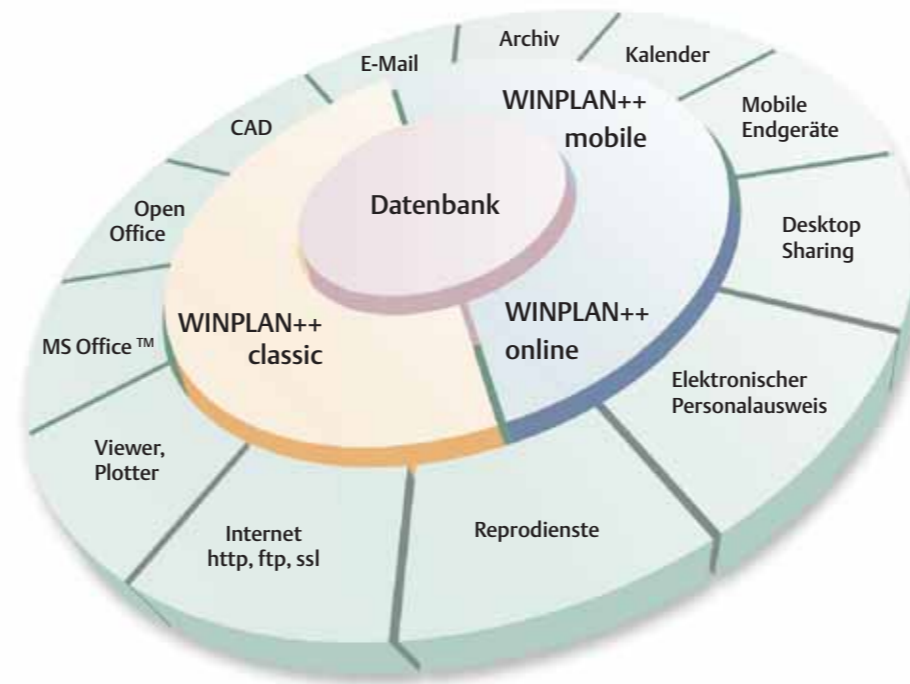 Archiv
Kalender
E-Mail
WINPLAN++
mobile
Mobile
Endgeräte
CAD
Datenbank
Open
Office
Desktop
Sharing
WINPLAN++
classic
WINPLAN++
online
MS Office ™
Elektronischer
Personalausweis
Viewer,
Plotter
Internet
http, ftp, ssl
Reprodienste